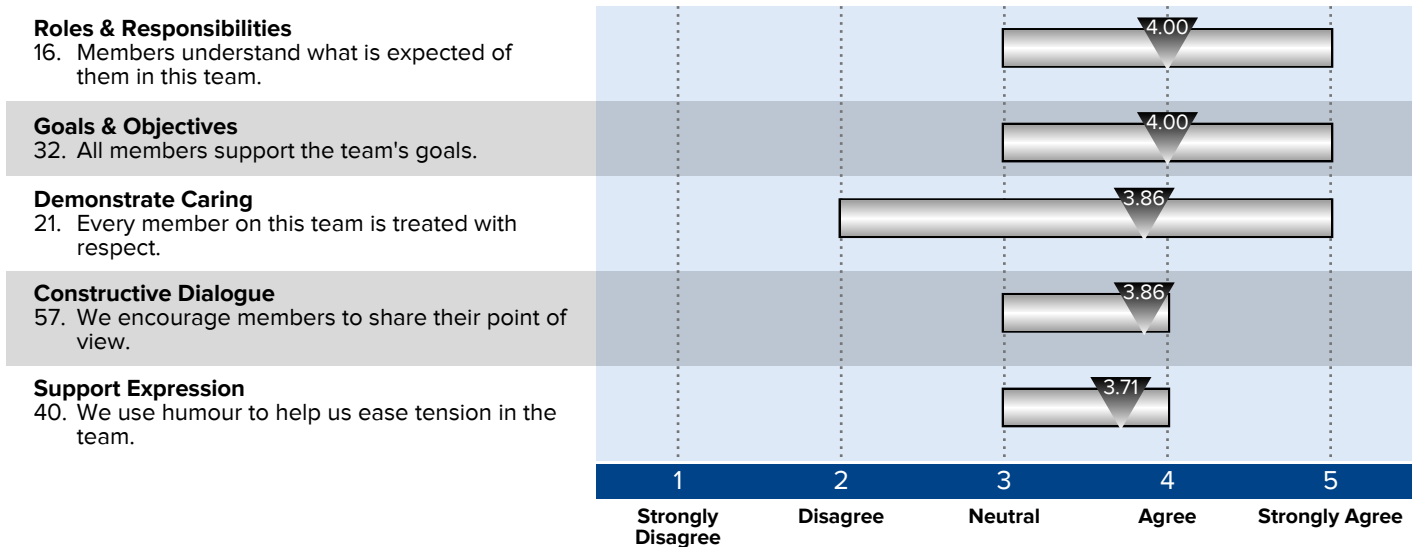 Roles & Responsibilities
16. Members understand what is expected of
them in this team.
4.00
Goals & Objectives
32. All members support the team's goals.
4.00
Demonstrate Caring
21. Every member on this team is treated with
respect.
3.86
Constructive Dialogue
57. We encourage members to share their point of
view.
3.86
Support Expression
40. We use humour to help us ease tension in the
team.
3.71
1 2 3 4 5
Strongly Disagree Neutral Agree Strongly Agree
Disagree